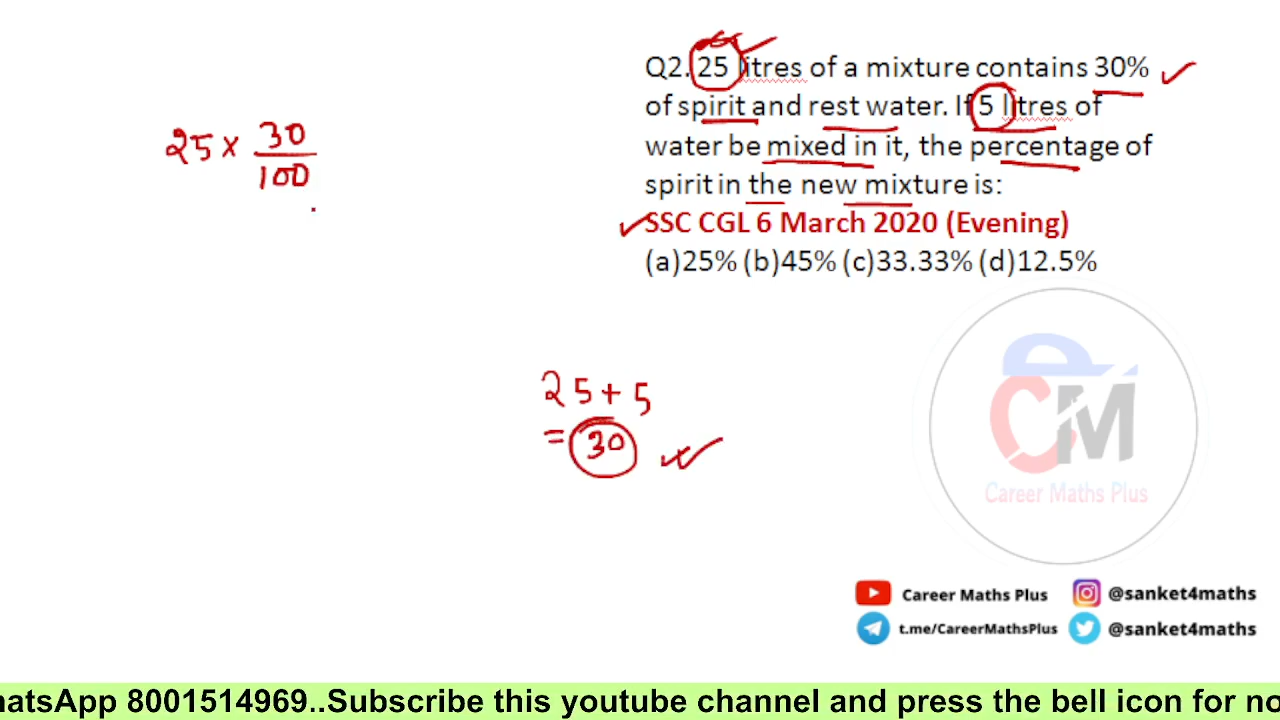 Q2. 25 litres of a mixture contains 30%
of spirit and rest water. If 5 litres of
water be mixed in it, the percentage of
spirit in the new mixture is:
SSC CGL 6 March 2020 (Evening)
(a)25% (b)45% (c)33.33% (d)12.5%
25 × 30
100
25 + 5
= 30
CM
Career Maths Plus
Career Maths Plus @sanket4maths
t.me/CareerMathsPlus @sanket4maths
hatsApp 8001514969..Subscribe this youtube channel and press the bell icon for no